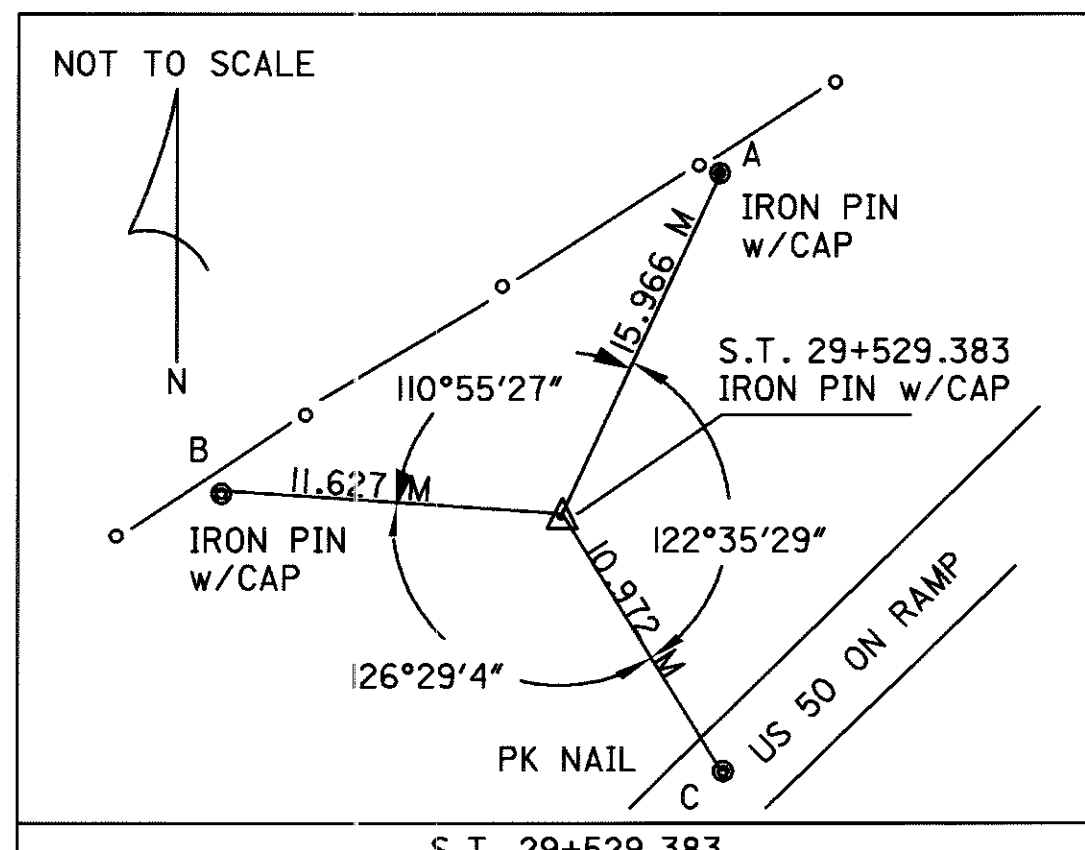 NOT TO SCALE
N
A
IRON PIN
w/CAP
15.966 M
S.T. 29+529.383
IRON PIN w/CAP
110°55'27"
B
11.627 M
IRON PIN
w/CAP
122°35'29"
10.972 M
126°29'4"
US 50 ON RAMP
PK NAIL
C
S.T. 29+529.383